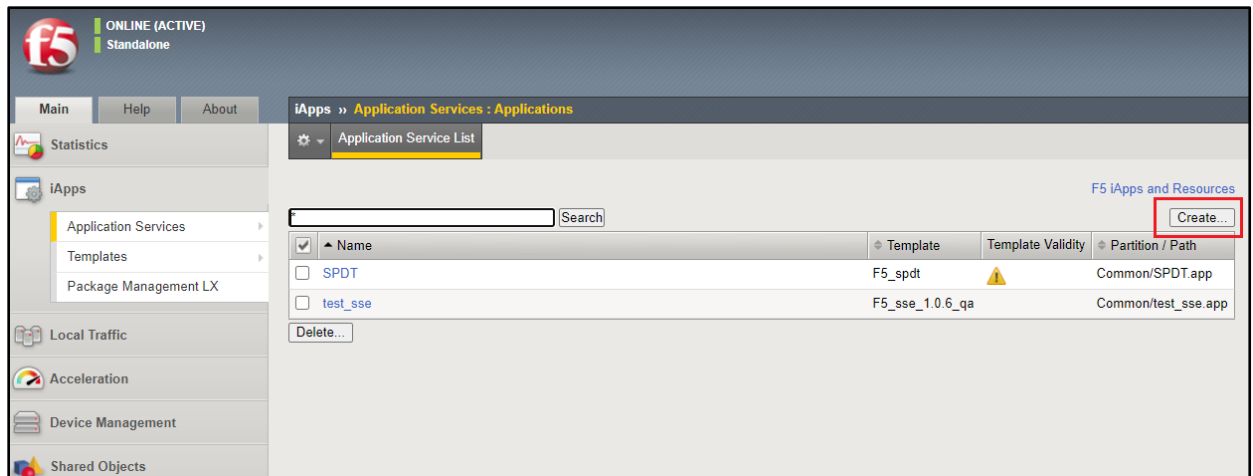 f5
ONLINE (ACTIVE)
Standalone
Main Help About
iApps » Application Services : Applications
Statistics
Application Service List
iApps
F5 iApps and Resources
* Search Create...
Application Services
Name Template Template Validity Partition / Path
Templates
SPDT F5_spdt Common/SPDT.app
Package Management LX
test_sse F5_sse_1.0.6_qa Common/test_sse.app
Delete...
Local Traffic
Acceleration
Device Management
Shared Objects